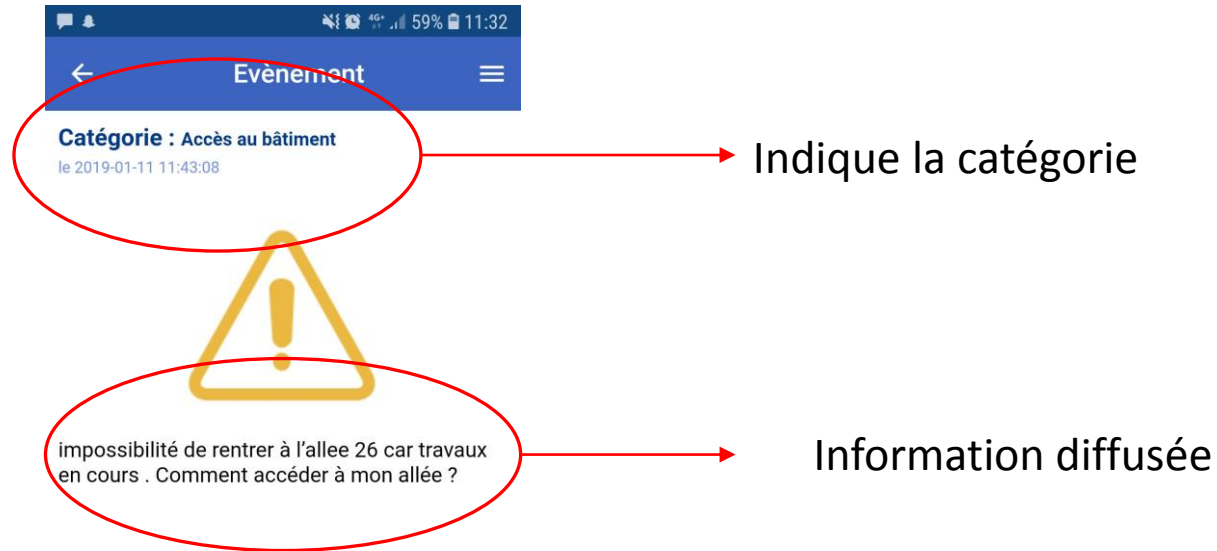 4G+ 59% 11:32
Evènement
Catégorie : Accès au bâtiment
le 2019-01-11 11:43:08
Indique la catégorie
impossibilité de rentrer à l'allee 26 car travaux
en cours . Comment accéder à mon allée ?
Information diffusée